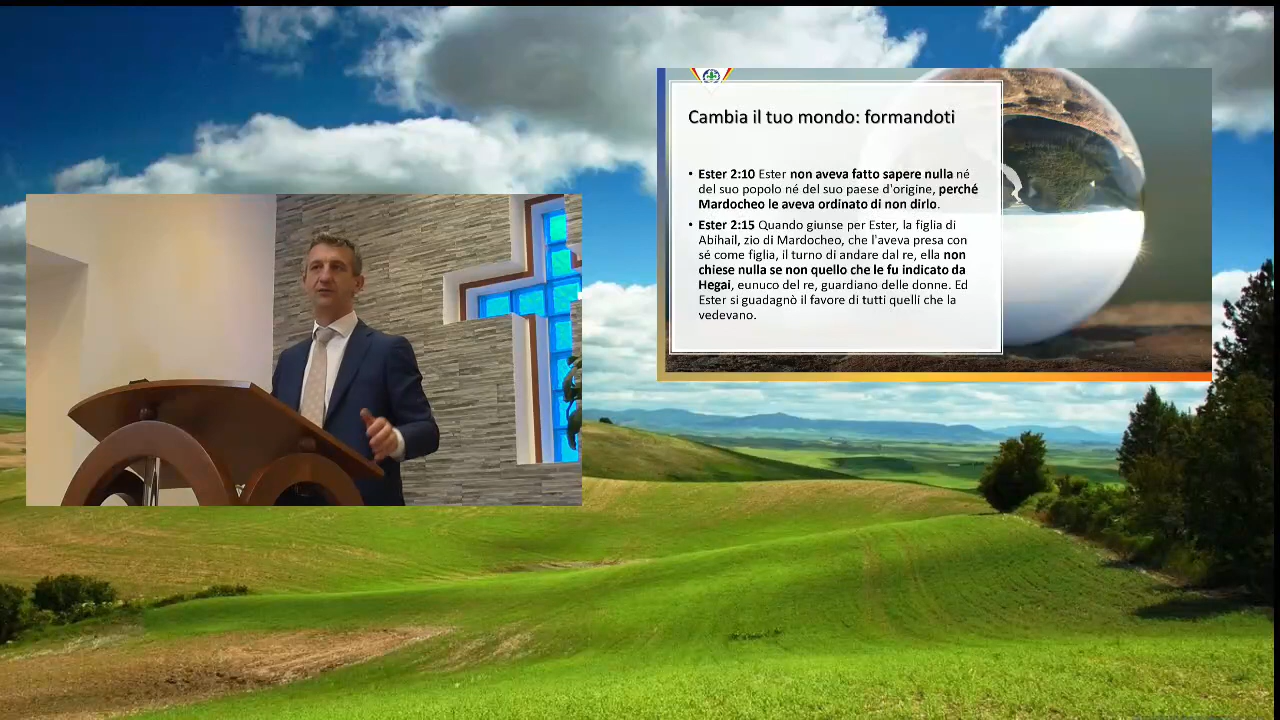 Cambia il tuo mondo: formandoti
• Ester 2:10 Ester non aveva fatto sapere nulla né
del suo popolo né del suo paese d'origine, perché
Mardocheo le aveva ordinato di non dirlo.
• Ester 2:15 Quando giunse per Ester, la figlia di
Abihail, zio di Mardocheo, che l'aveva presa con
sé come figlia, il turno di andare dal re, ella non
chiese nulla se non quello che le fu indicato da
Hegai, eunuco del re, guardiano delle donne. Ed
Ester si guadagnò il favore di tutti quelli che la
vedevano.